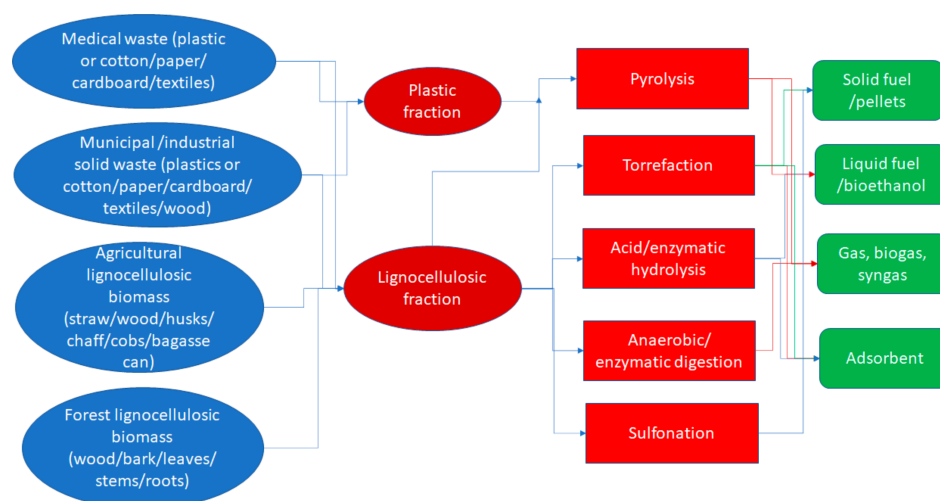 Medical waste (plastic
or cotton/paper/
cardboard/textiles)
Municipal /industrial
solid waste (plastics or
cotton/paper/cardboard/
textiles/wood)
Agricultural
lignocellulosic
biomass
(straw/wood/husks/
chaff/cobs/bagasse
can)
Forest lignocellulosic
biomass
(wood/bark/leaves/
stems/roots)
Plastic
fraction
Lignocellulosic
fraction
Pyrolysis
Torrefaction
Acid/enzymatic
hydrolysis
Anaerobic/
enzymatic digestion
Sulfonation
Solid fuel
/pellets
Liquid fuel
/bioethanol
Gas, biogas,
syngas
Adsorbent